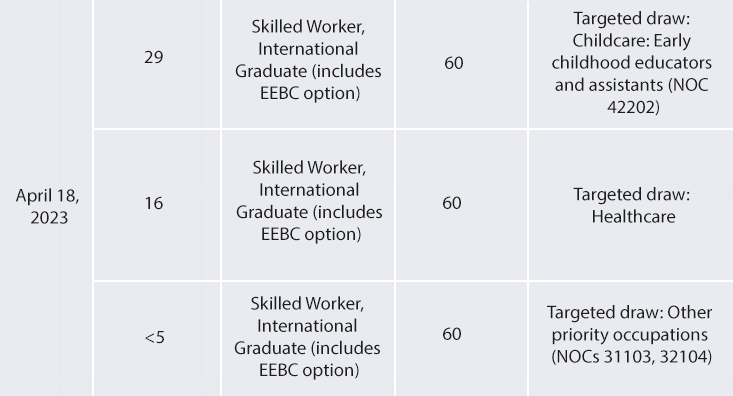 April 18,
2023
29
Skilled Worker,
International
Graduate (includes
EEBC option)
60
Targeted draw:
Childcare: Early
childhood educators
and assistants (NOC
42202)
16
Skilled Worker,
International
Graduate (includes
EEBC option)
60
Targeted draw:
Healthcare
<5
Skilled Worker,
International
Graduate (includes
EEBC option)
60
Targeted draw: Other
priority occupations
(NOCs 31103, 32104)